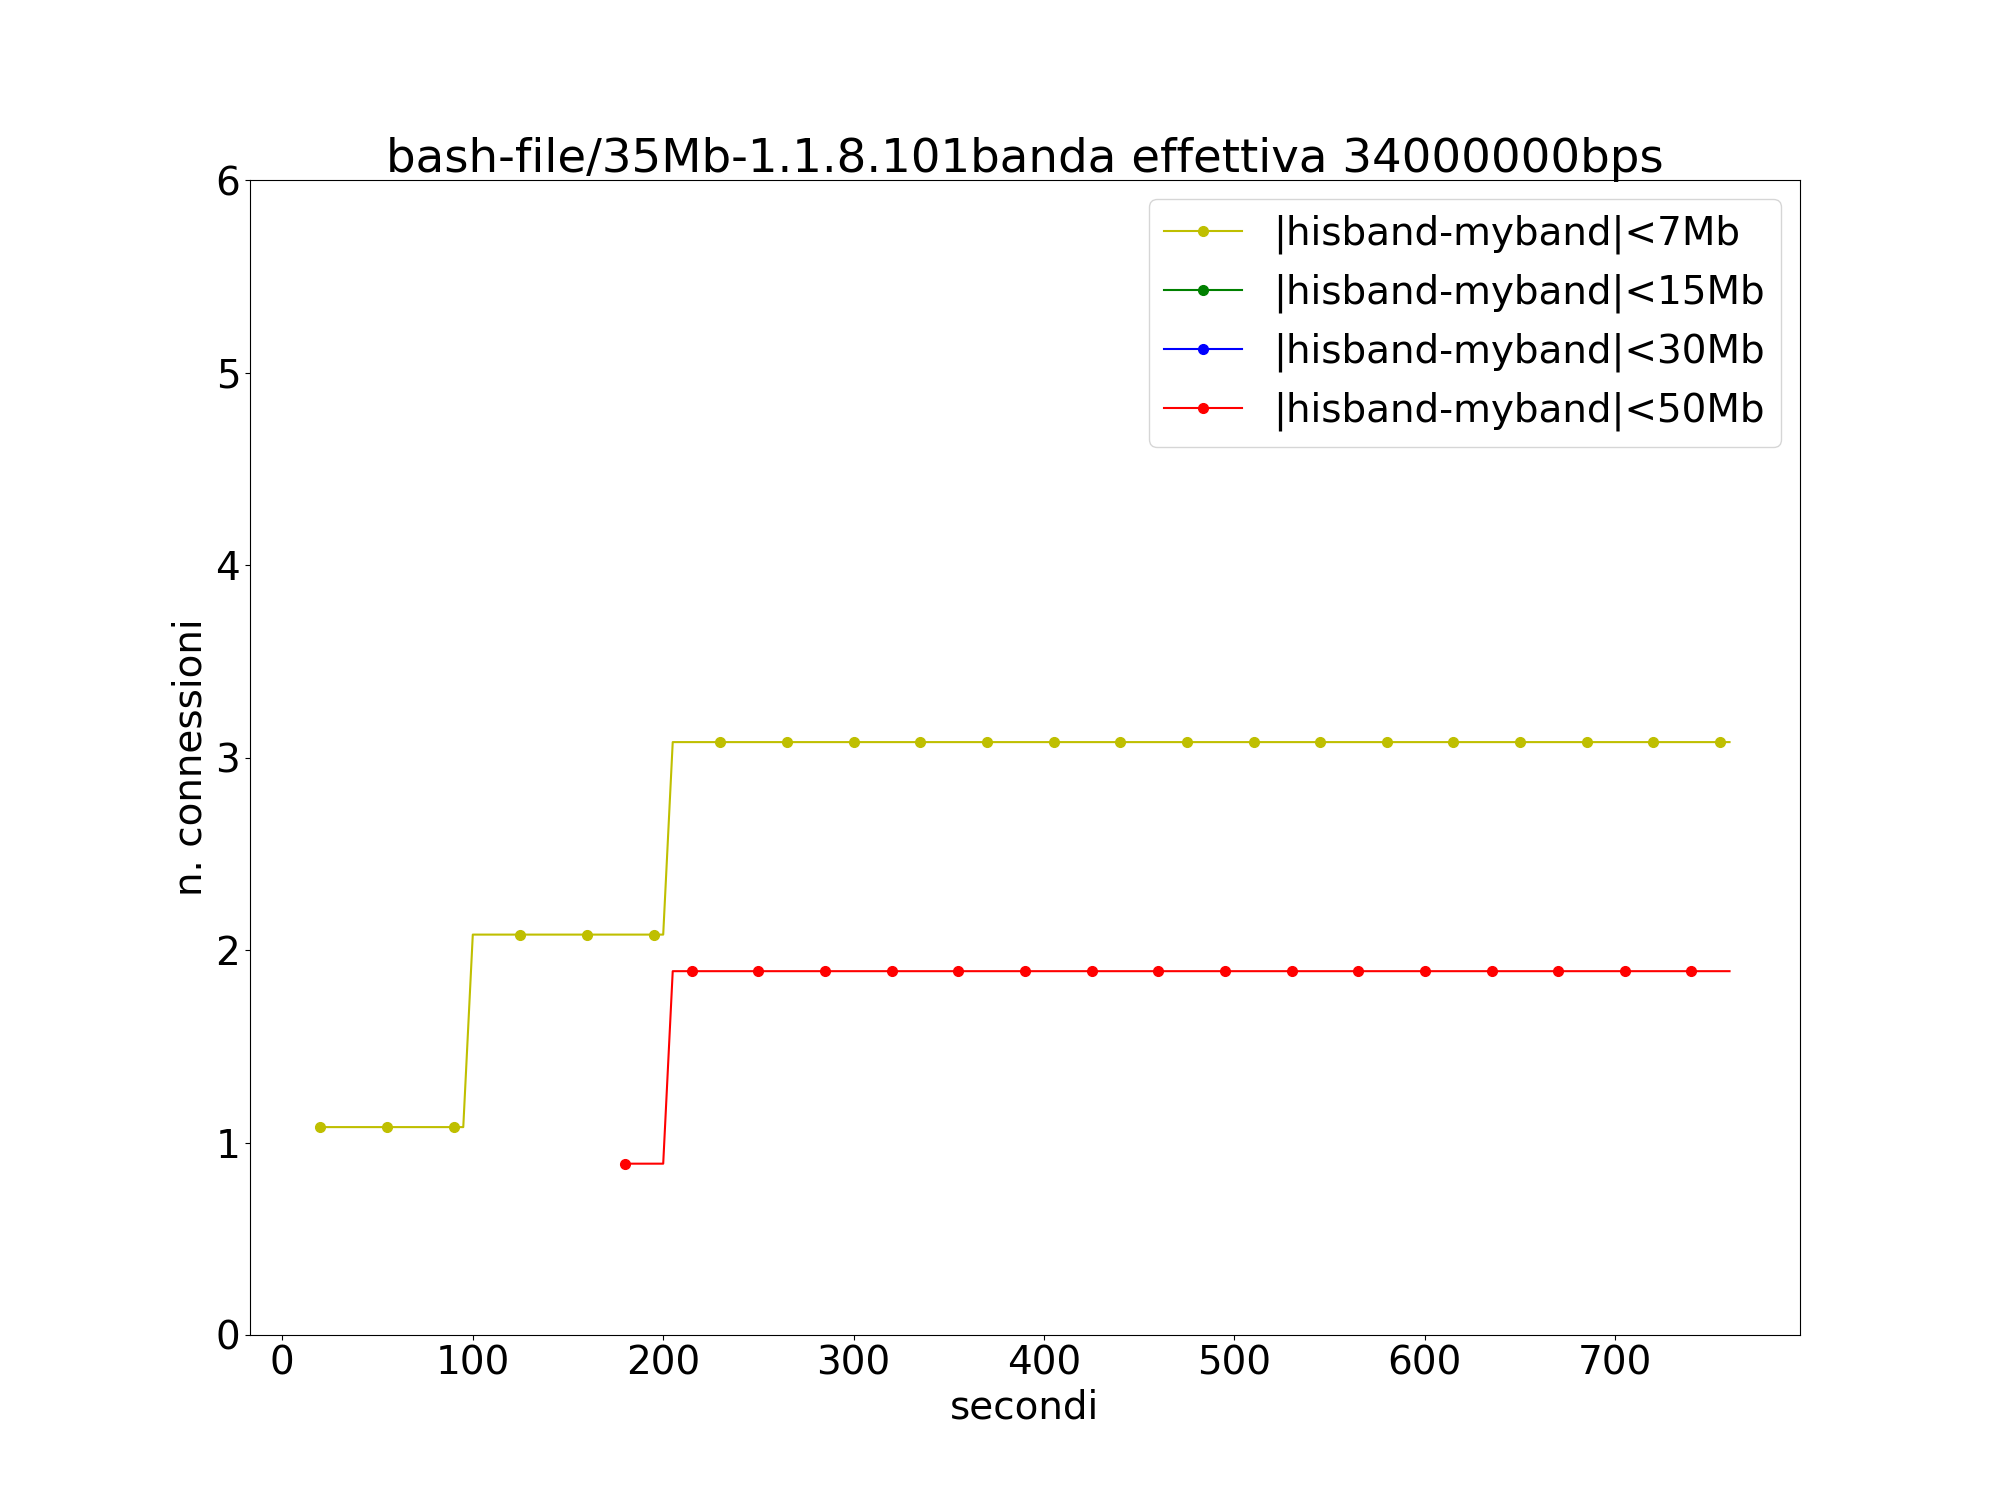 bash-file/35Mb-1.1.8.101banda effettiva 34000000bps
|hisband-myband|<7Mb
|hisband-myband|<15Mb
|hisband-myband|<30Mb
|hisband-myband|<50Mb
6
5
4
3
2
1
0
n. connessioni
0 100 200 300 400 500 600 700
secondi